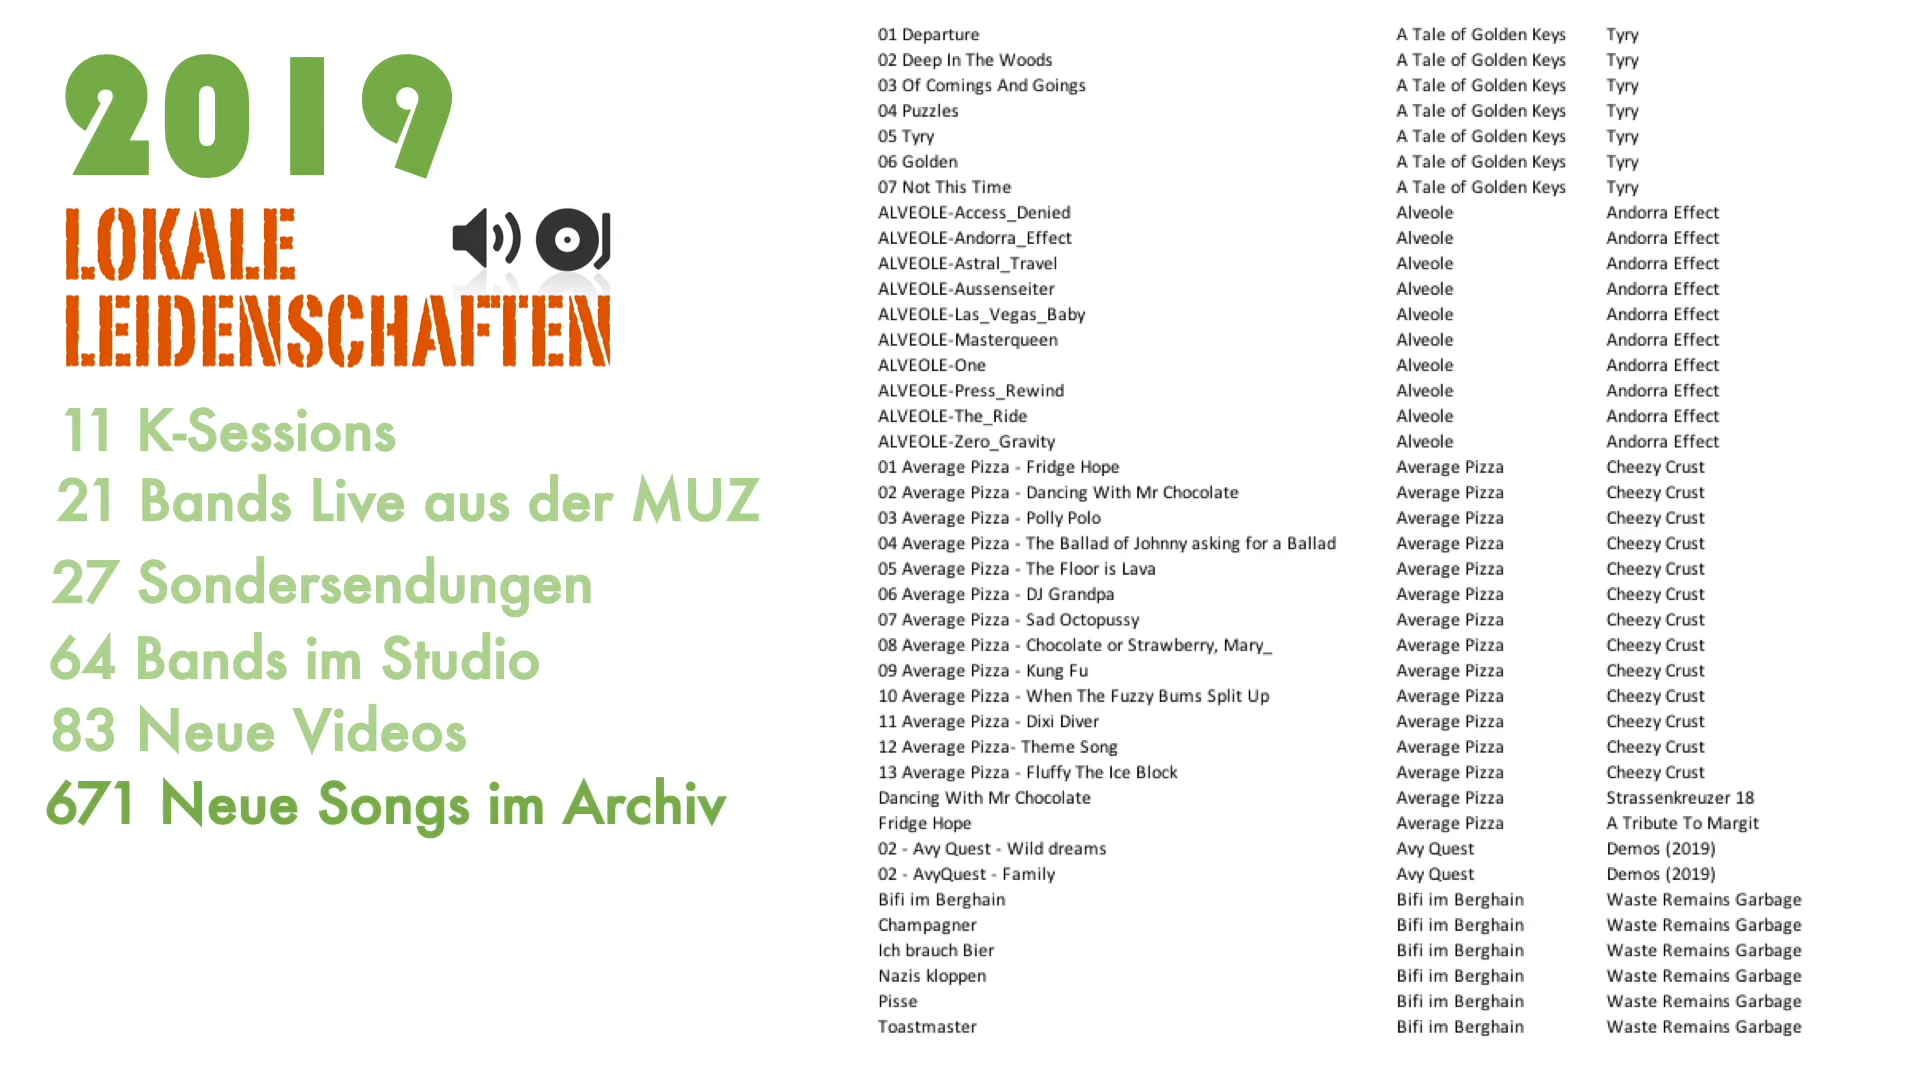 2019
LOKALE
LEIDENSCHAFTEN
11 K-Sessions
21 Bands Live aus der MUZ
27 Sondersendungen
64 Bands im Studio
83 Neue Videos
671 Neue Songs im Archiv
01 Departure A Tale of Golden Keys Tyry
02 Deep In The Woods A Tale of Golden Keys Tyry
03 Of Comings And Goings A Tale of Golden Keys Tyry
04 Puzzles A Tale of Golden Keys Tyry
05 Tyry A Tale of Golden Keys Tyry
06 Golden A Tale of Golden Keys Tyry
07 Not This Time A Tale of Golden Keys Tyry
ALVEOLE-Access_Denied Alveole Andorra Effect
ALVEOLE-Andorra_Effect Alveole Andorra Effect
ALVEOLE-Astral_Travel Alveole Andorra Effect
ALVEOLE-Aussenseiter Alveole Andorra Effect
ALVEOLE-Las_Vegas_Baby Alveole Andorra Effect
ALVEOLE-Masterqueen Alveole Andorra Effect
ALVEOLE-One Alveole Andorra Effect
ALVEOLE-Press_Rewind Alveole Andorra Effect
ALVEOLE-The_Ride Alveole Andorra Effect
ALVEOLE-Zero_Gravity Alveole Andorra Effect
01 Average Pizza - Fridge Hope Average Pizza Cheezy Crust
02 Average Pizza - Dancing With Mr Chocolate Average Pizza Cheezy Crust
03 Average Pizza - Polly Polo Average Pizza Cheezy Crust
04 Average Pizza - The Ballad of Johnny asking for a Ballad Average Pizza Cheezy Crust
05 Average Pizza - The Floor is Lava Average Pizza Cheezy Crust
06 Average Pizza - DJ Grandpa Average Pizza Cheezy Crust
07 Average Pizza - Sad Octopussy Average Pizza Cheezy Crust
08 Average Pizza - Chocolate or Strawberry, Mary_ Average Pizza Cheezy Crust
09 Average Pizza - Kung Fu Average Pizza Cheezy Crust
10 Average Pizza - When The Fuzzy Bums Split Up Average Pizza Cheezy Crust
11 Average Pizza - Dixi Diver Average Pizza Cheezy Crust
12 Average Pizza- Theme Song Average Pizza Cheezy Crust
13 Average Pizza - Fluffy The Ice Block Average Pizza Cheezy Crust
Dancing With Mr Chocolate Average Pizza Strassenkreuzer 18
Fridge Hope Average Pizza A Tribute To Margit
02 - Avy Quest - Wild dreams Avy Quest Demos (2019)
02 - AvyQuest - Family Avy Quest Demos (2019)
Bifi im Berghain Bifi im Berghain Waste Remains Garbage
Champagner Bifi im Berghain Waste Remains Garbage
Ich brauch Bier Bifi im Berghain Waste Remains Garbage
Nazis kloppen Bifi im Berghain Waste Remains Garbage
Pisse Bifi im Berghain Waste Remains Garbage
Toastmaster Bifi im Berghain Waste Remains Garbage